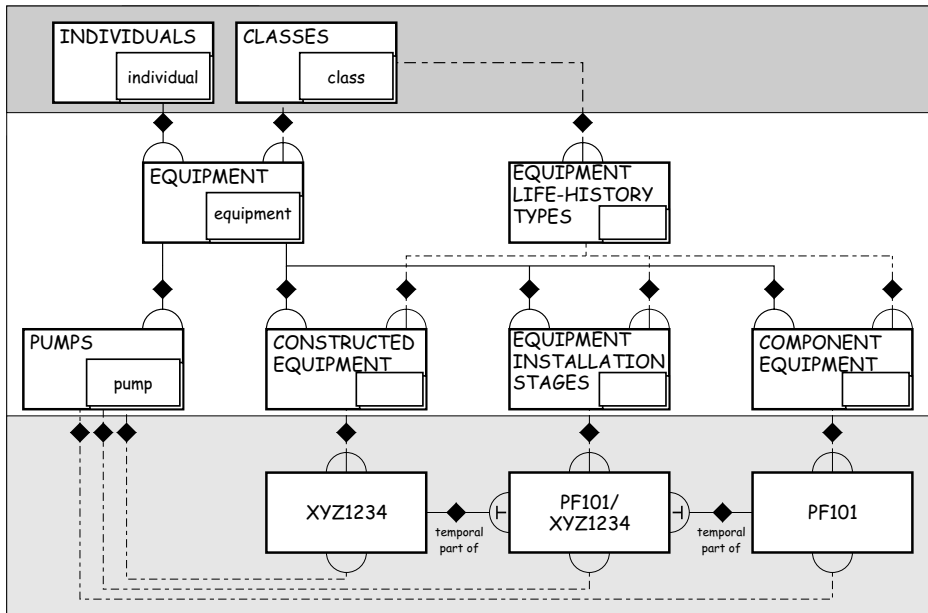 INDIVIDUALS
individual
CLASSES
class
EQUIPMENT
equipment
EQUIPMENT
LIFE-HISTORY
TYPES
PUMPS
pump
CONSTRUCTED
EQUIPMENT
EQUIPMENT
INSTALLATION
STAGES
COMPONENT
EQUIPMENT
XYZ1234
temporal
part of
PF101/
XYZ1234
temporal
part of
PF101